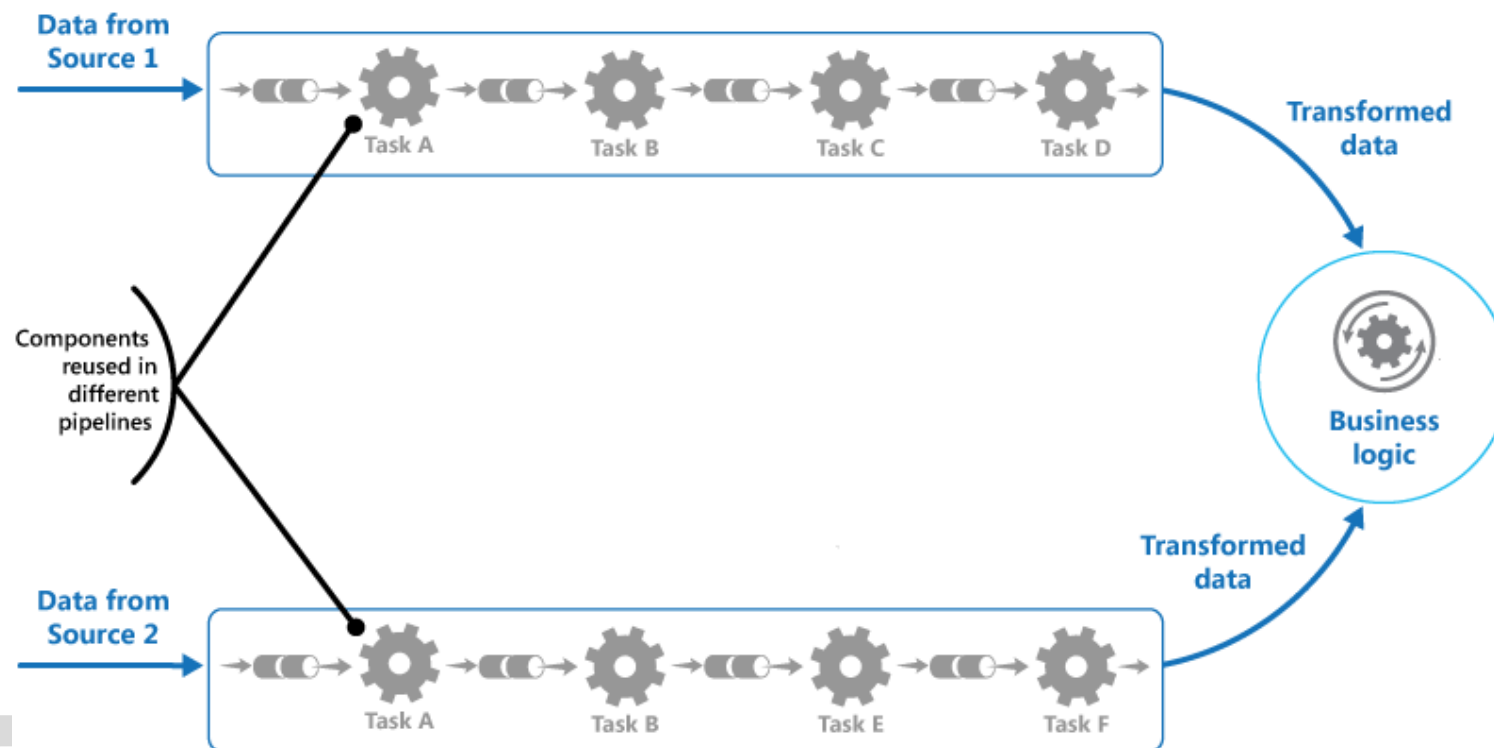 Data from
Source 1
Task A
Task B
Task C
Task D
Transformed
data
Components
reused in
different
pipelines
Business
logic
Transformed
data
Data from
Source 2
Task A
Task B
Task E
Task F